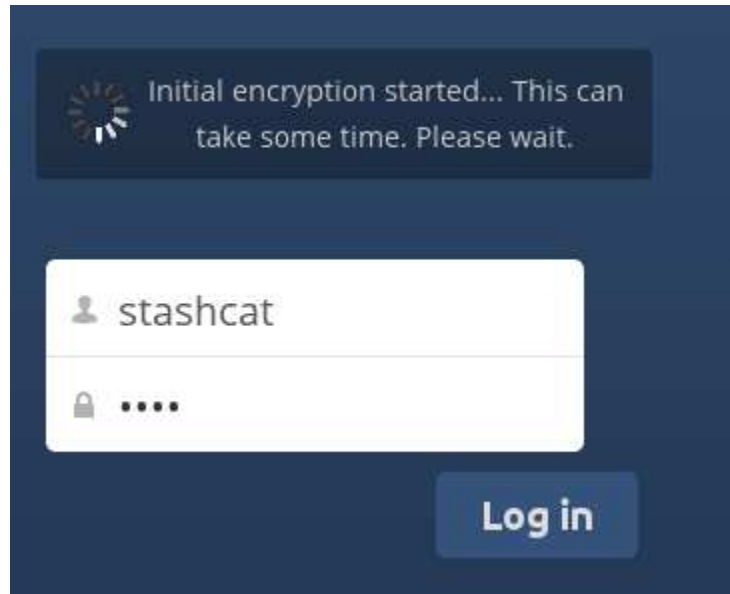 Initial encryption started... This can
take some time. Please wait.
stashcat
••••
Log in